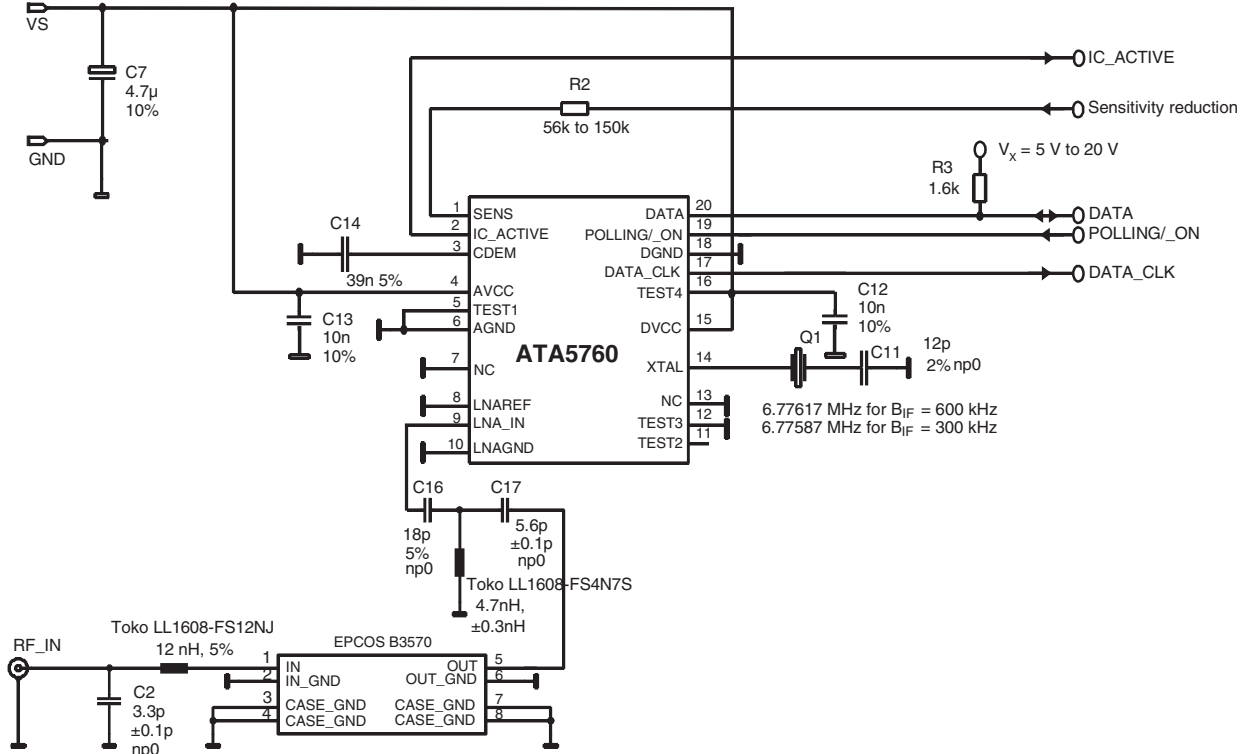 VS
C7
4.7µ
10%
GND
IC_ACTIVE
R2
56k to 150k
Sensitivity reduction
VX = 5 V to 20 V
R3
1.6k
DATA
POLLING/_ON
DATA_CLK
C14
39n 5%
C13
10n
10%
1 SENS
2 IC_ACTIVE
3 CDEM
4 AVCC
5 TEST1
6 AGND
7 NC
8 LNAREF
9 LNA_IN
10 LNAGND
ATA5760
DATA 20
POLLING/_ON 19
DGND 18
DATA_CLK 17
TEST4 16
DVCC 15
XTAL 14
NC 13
TEST3 12
TEST2 11
C12
10n
10%
Q1
C11
12p
2% np0
6.77617 MHz for BIF = 600 kHz
6.77587 MHz for BIF = 300 kHz
C16
18p
5%
np0
C17
5.6p
±0.1p
np0
Toko LL1608-FS4N7S
4.7nH,
±0.3nH
RF_IN
Toko LL1608-FS12NJ
12 nH, 5%
C2
3.3p
±0.1p
np0
EPCOS B3570
1 IN
2 IN_GND
3 CASE_GND
4 CASE_GND
OUT 5
OUT_GND 6
CASE_GND 7
CASE_GND 8